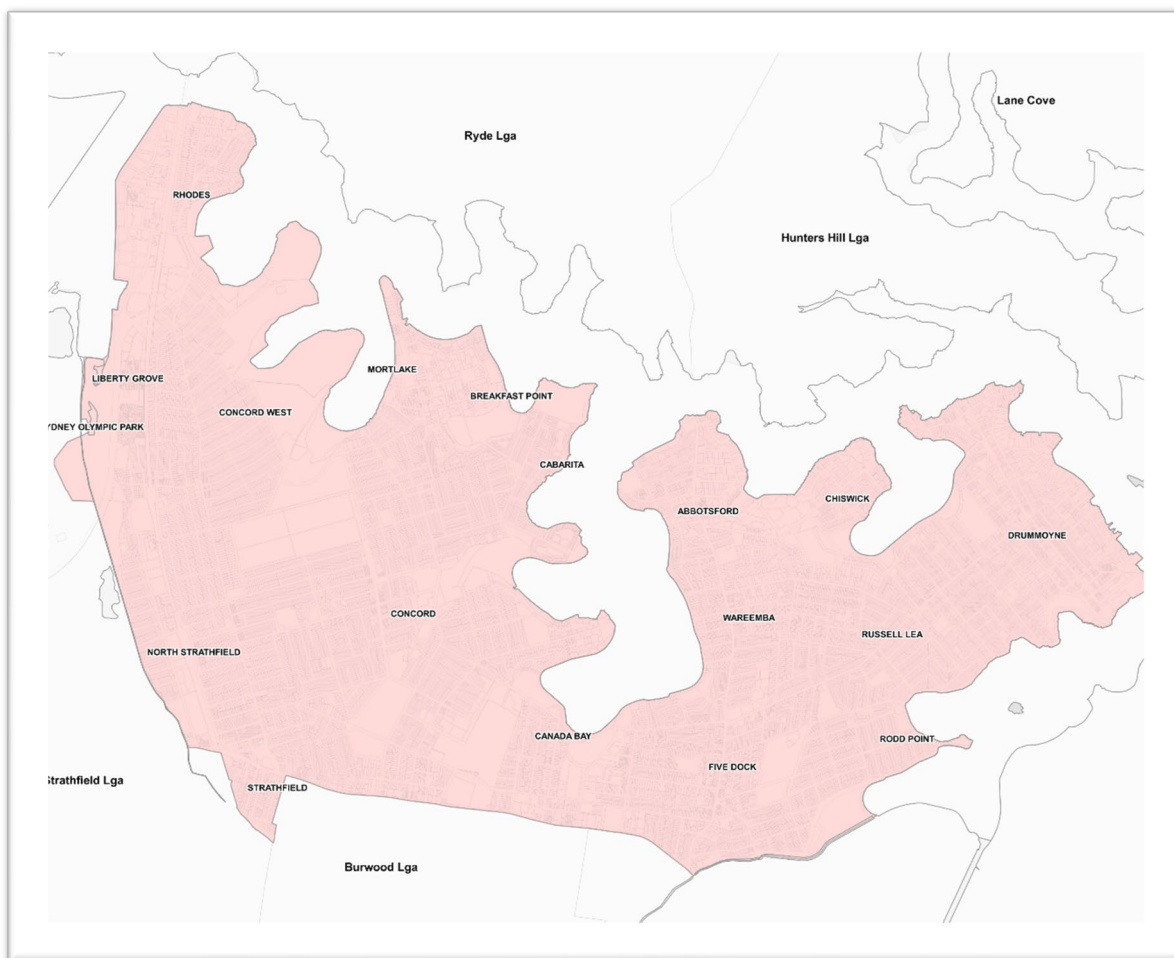 Lane Cove
Ryde Lga
RHODES
Hunters Hill Lga
MORTLAKE
LIBERTY GROVE
BREAKFAST POINT
CONCORD WEST
YDNEY OLYMPIC PARK
CABARITA
CHISWICK
ABBOTSFORD
DRUMMOYNE
CONCORD
WAREEMBA
RUSSELL LEA
NORTH STRATHFIELD
CANADA BAY
RODD POINT
FIVE DOCK
Strathfield Lga
STRATHFIELD
Burwood Lga